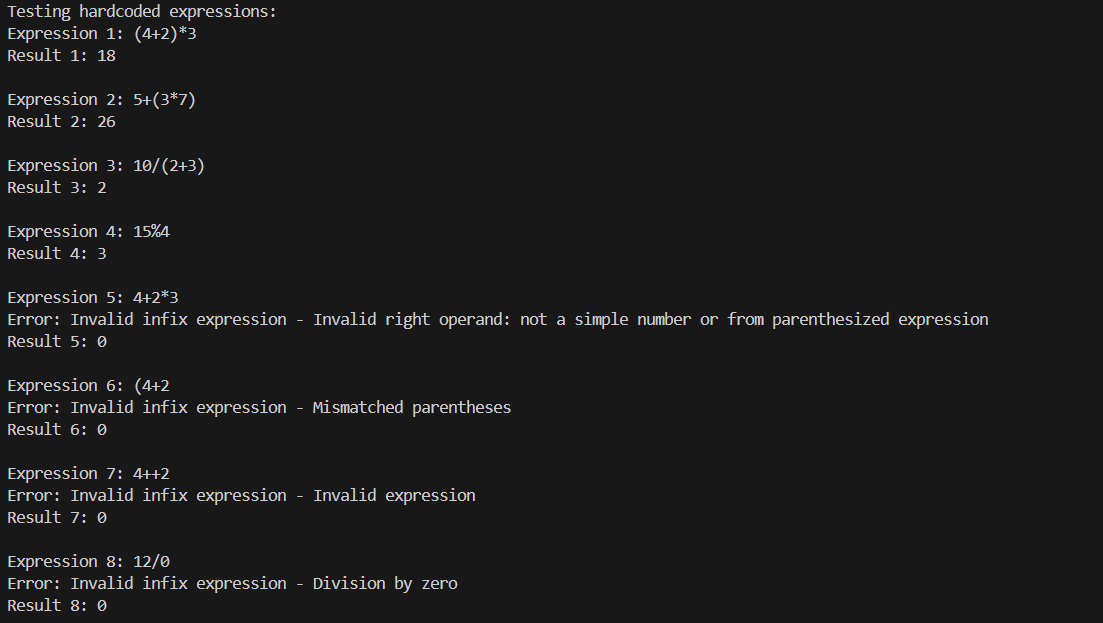 Testing hardcoded expressions:
Expression 1: (4+2)*3
Result 1: 18
Expression 2: 5+(3*7)
Result 2: 26
Expression 3: 10/(2+3)
Result 3: 2
Expression 4: 15%4
Result 4: 3
Expression 5: 4+2*3
Error: Invalid infix expression - Invalid right operand: not a simple number or from parenthesized expression
Result 5: 0
Expression 6: (4+2
Error: Invalid infix expression - Mismatched parentheses
Result 6: 0
Expression 7: 4++2
Error: Invalid infix expression - Invalid expression
Result 7: 0
Expression 8: 12/0
Error: Invalid infix expression - Division by zero
Result 8: 0